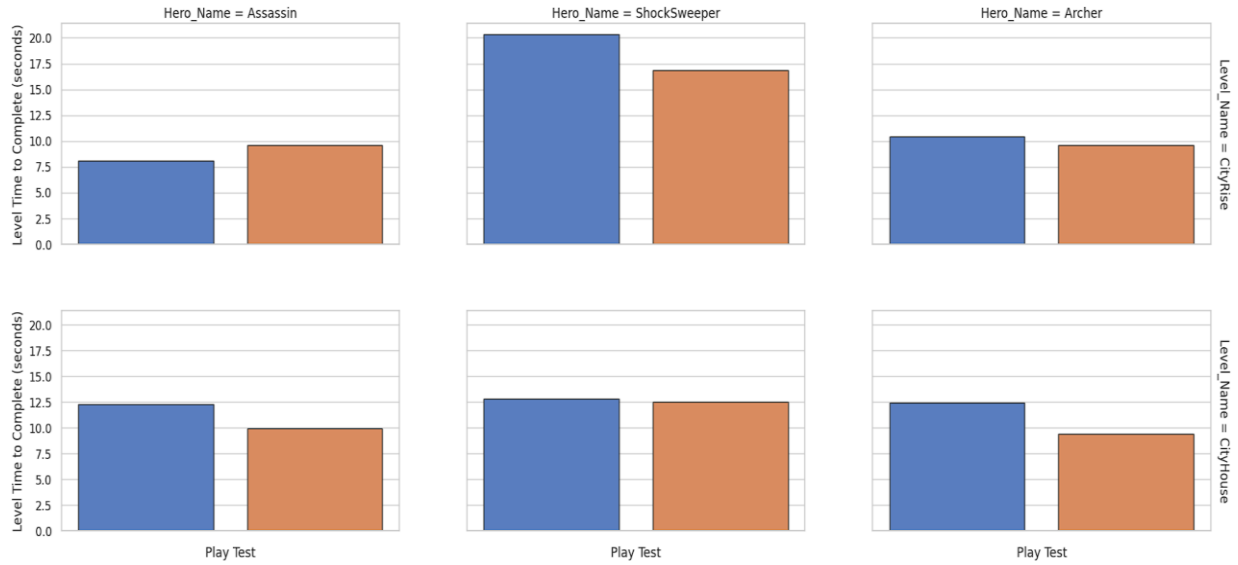 Hero_Name = Assassin
Hero_Name = ShockSweeper
Hero_Name = Archer
Level Time to Complete (seconds)
20.0
17.5
15.0
12.5
10.0
7.5
5.0
2.5
0.0
Level_Name = CityRise
Level Time to Complete (seconds)
20.0
17.5
15.0
12.5
10.0
7.5
5.0
2.5
0.0
Level_Name = CityHouse
Play Test
Play Test
Play Test